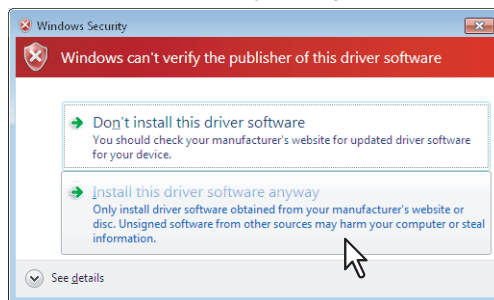 Windows Security
Windows can't verify the publisher of this driver software
Don't install this driver software
You should check your manufacturer's website for updated driver software
for your device.
Install this driver software anyway
Only install driver software obtained from your manufacturer's website or
disc. Unsigned software from other sources may harm your computer or steal
information.
See details